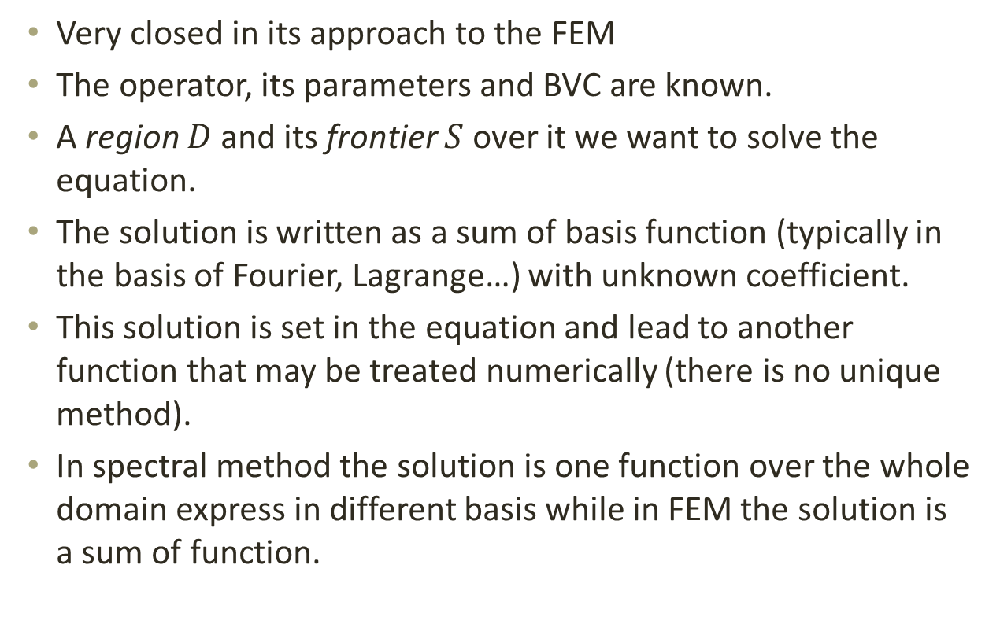 • Very closed in its approach to the FEM
• The operator, its parameters and BVC are known.
• A region D and its frontier S over it we want to solve the
equation.
• The solution is written as a sum of basis function (typically in
the basis of Fourier, Lagrange...) with unknown coefficient.
• This solution is set in the equation and lead to another
function that may be treated numerically (there is no unique
method).
• In spectral method the solution is one function over the whole
domain express in different basis while in FEM the solution is
a sum of function.